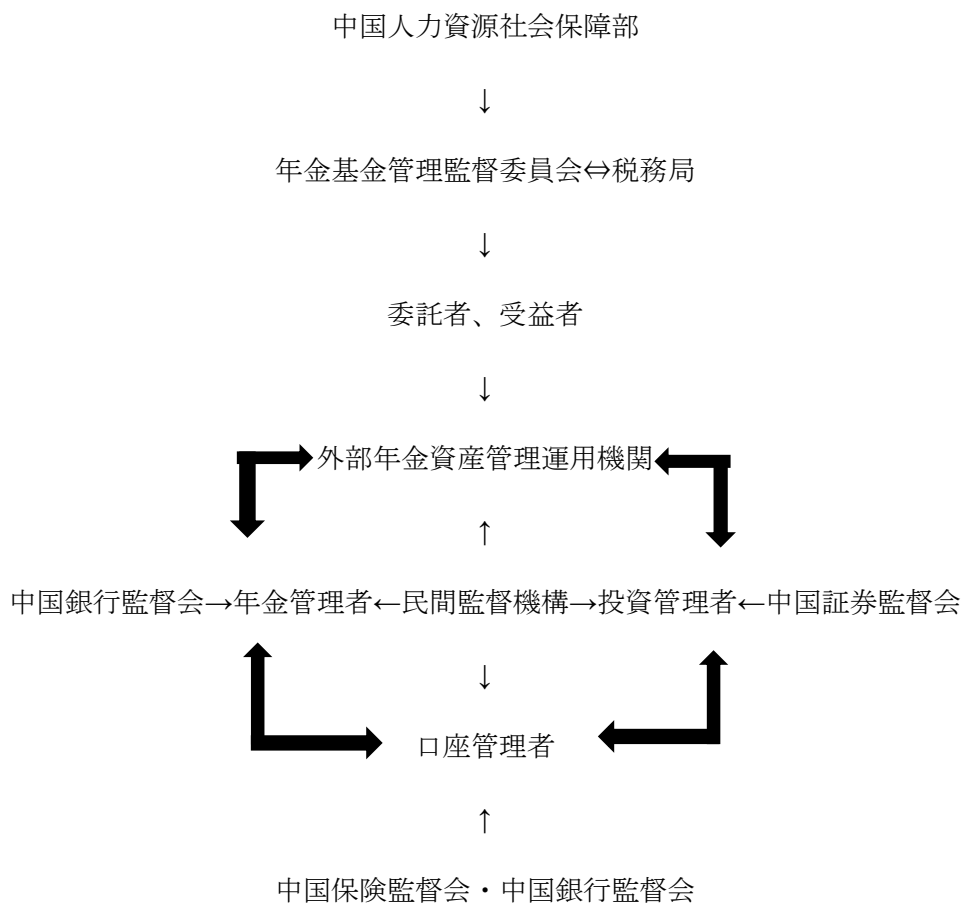 中国人力資源社会保障部
↓
年金基金管理監督委員会⇔税務局
↓
委託者、受益者
↓
外部年金資産管理運用機関
↑
中国銀行監督会→年金管理者←民間監督機構→投資管理者←中国証券監督会
↓
口座管理者
↑
中国保険監督会・中国銀行監督会